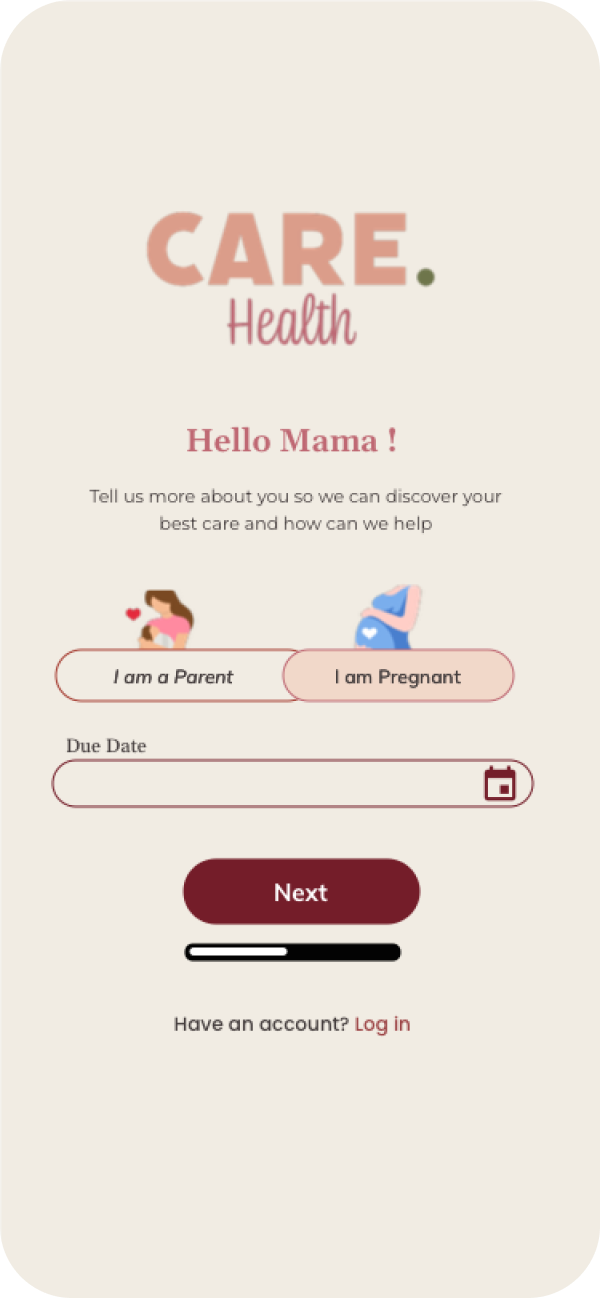 CARE.
Health
Hello Mama !
Tell us more about you so we can discover your
best care and how can we help
I am a Parent
I am Pregnant
Due Date
Next
Have an account? Log in